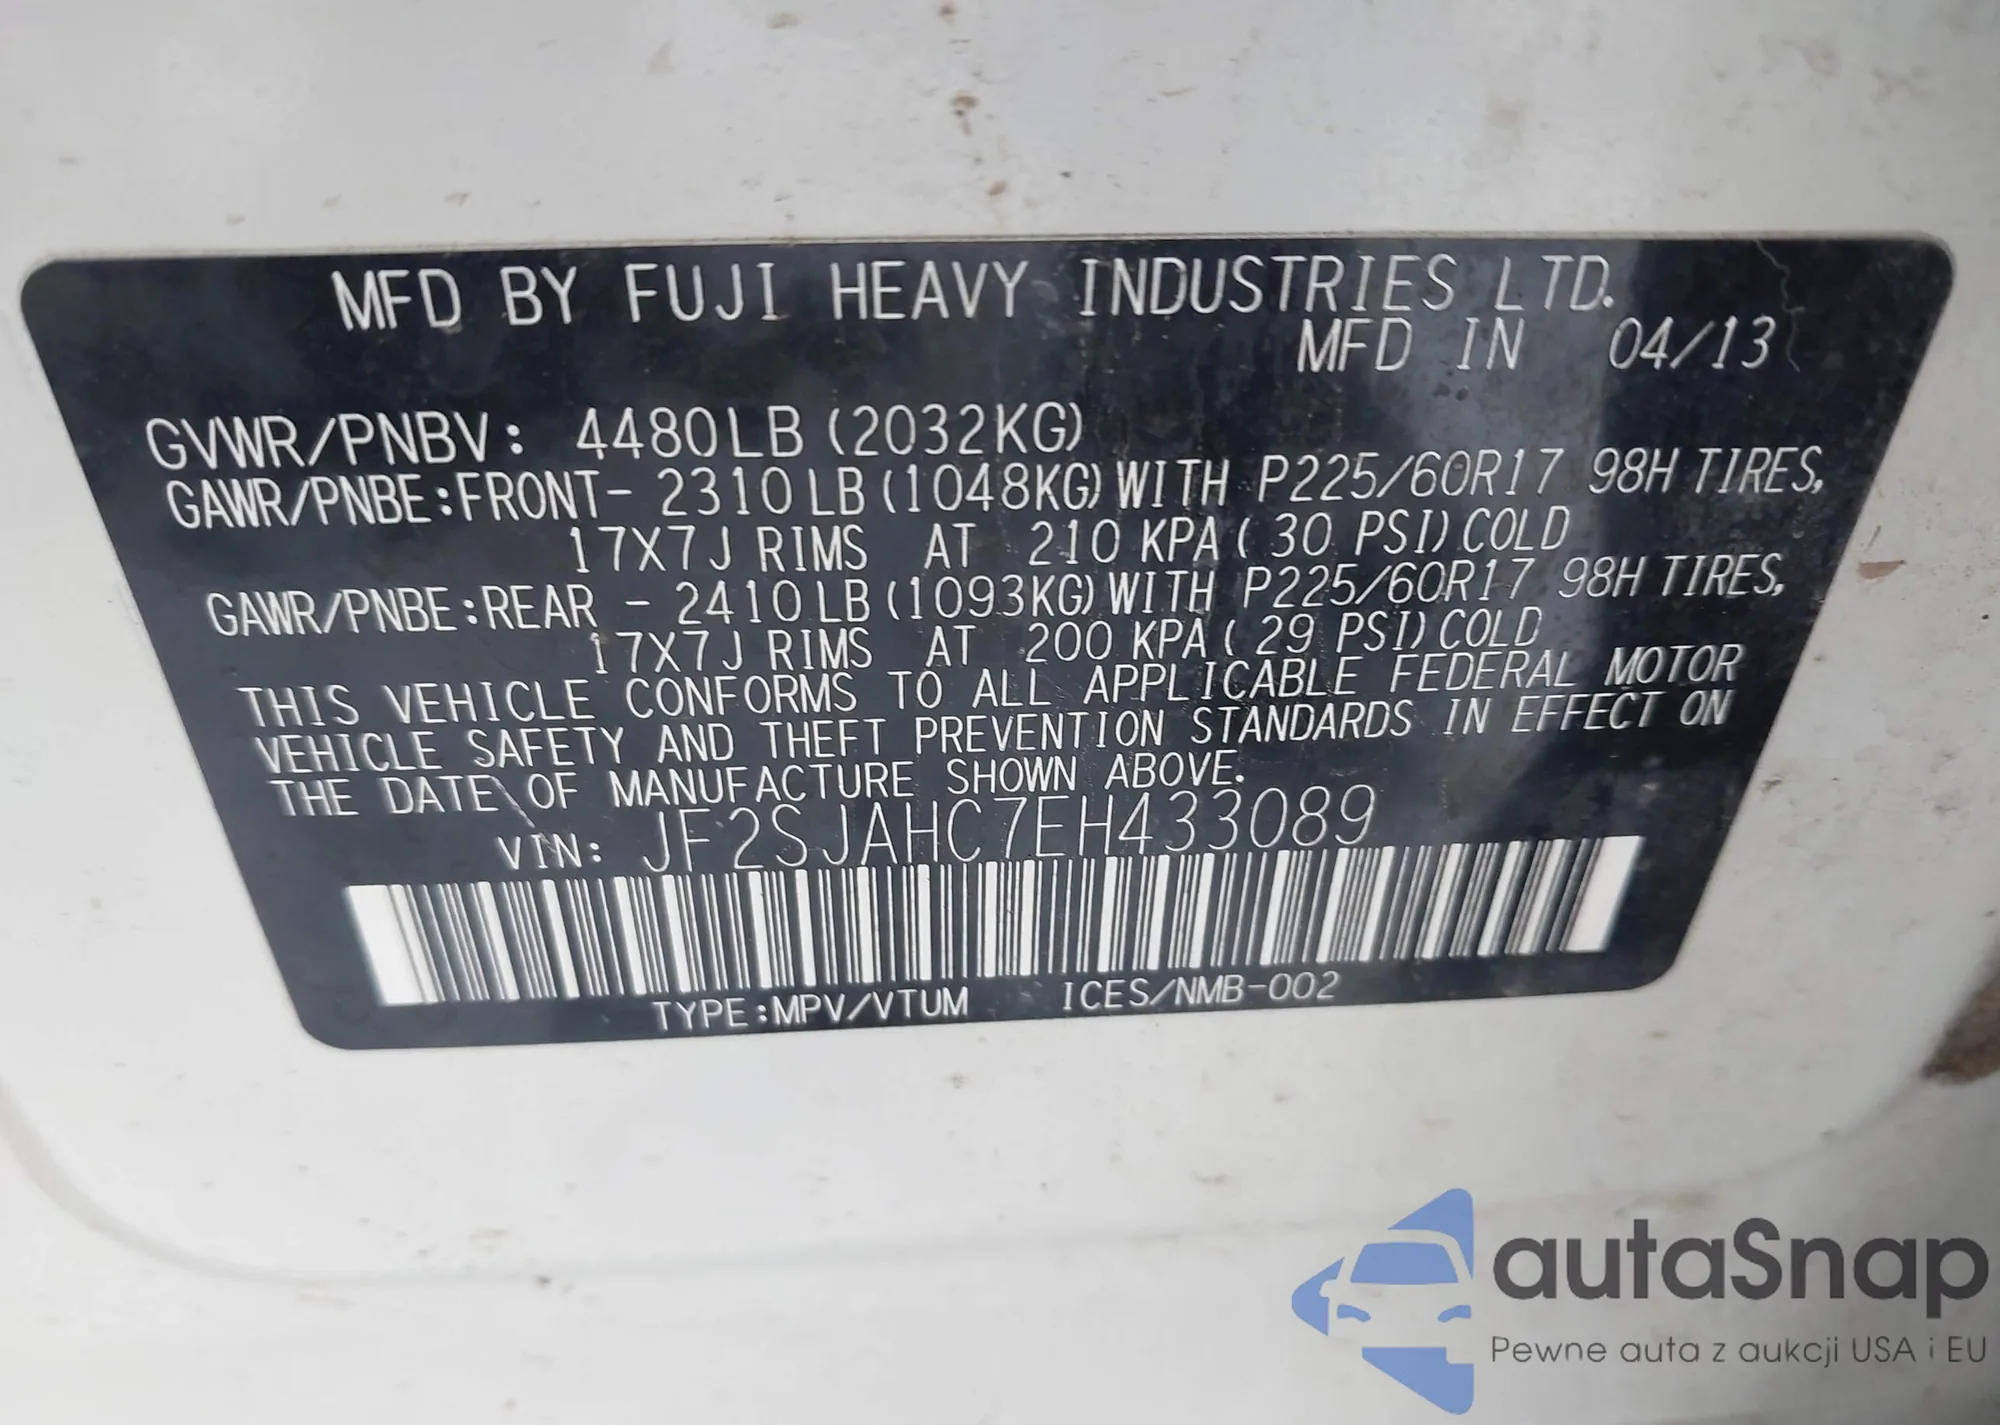 MFD BY FUJI HEAVY INDUSTRIES LTD.
MFD IN 04/13
GVWR/PNBV: 4480LB (2032KG)
GAWR/PNBE:FRONT- 2310LB (1048KG) WITH P225/60R17 98H TIRES,
17X7J RIMS AT 210 KPA ( 30 PSI) COLD
GAWR/PNBE:REAR - 2410LB (1093KG) WITH P225/60R17 98H TIRES,
17X7J RIMS AT 200 KPA ( 29 PSI) COLD
THIS VEHICLE CONFORMS TO ALL APPLICABLE FEDERAL MOTOR
VEHICLE SAFETY AND THEFT PREVENTION STANDARDS IN EFFECT ON
THE DATE OF MANUFACTURE SHOWN ABOVE.
VIN: JF2SJAHC7EH433089
TYPE:MPV/VTUM ICES/NMB-002
autaSnap
Pewne auta z aukcji USA i EU